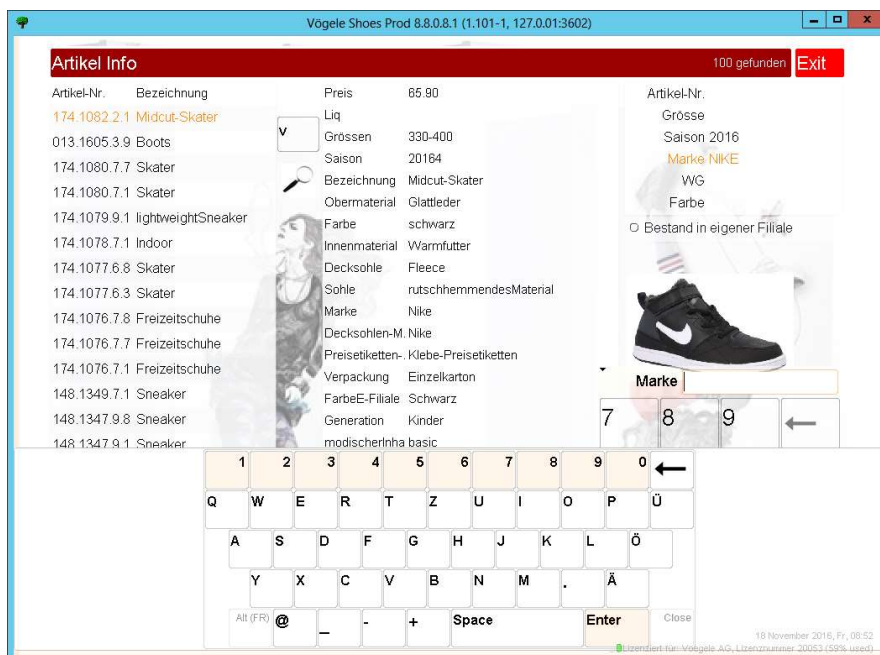 Vögele Shoes Prod 8.8.0.8.1 (1.101-1, 127.0.01:3602)
Artikel Info
100 gefunden
Exit
Artikel-Nr. Bezeichnung
174.1082.2.1 Midcut-Skater
013.1605.3.9 Boots
174.1080.7.7 Skater
174.1080.7.1 Skater
174.1079.9.1 lightweightSneaker
174.1078.7.1 Indoor
174.1077.6.8 Skater
174.1077.6.3 Skater
174.1076.7.8 Freizeitschuhe
174.1076.7.7 Freizeitschuhe
174.1076.7.1 Freizeitschuhe
148.1349.7.1 Sneaker
148.1347.9.8 Sneaker
148.1347.9.1 Sneaker
v
Preis 65.90
Liq
Grössen 330-400
Saison 20164
Bezeichnung Midcut-Skater
Obermaterial Glattleder
Farbe schwarz
Innenmaterial Warmfutter
Decksohle Fleece
Sohle rutschhemmendesMaterial
Marke Nike
Decksohlen-M. Nike
Preisetiketten-. Klebe-Preisetiketten
Verpackung Einzelkarton
FarbeE-Filiale Schwarz
Generation Kinder
modischerInha basic
Artikel-Nr.
Grösse
Saison 2016
Marke NIKE
WG
Farbe
Bestand in eigener Filiale
Marke
7 8 9 ←
1 2 3 4 5 6 7 8 9 0 ←
Q W E R T Z U I O P Ü
A S D F G H J K L Ö
Y X C V B N M . Ä
Alt (FR) @ _ - + Space Enter Close
18 November 2016, Fr, 08:52
Lizenziert für: Voegele AG, Lizenznummer 20053 (59% used)